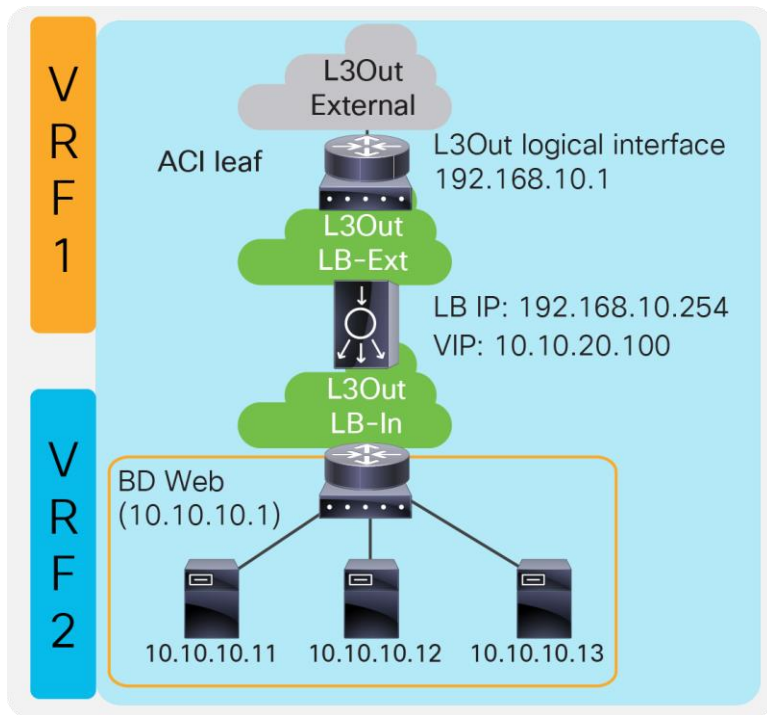 VRF1
L3Out
External
ACI leaf
L3Out logical interface
192.168.10.1
L3Out
LB-Ext
LB IP: 192.168.10.254
VIP: 10.10.20.100
L3Out
LB-In
VRF2
BD Web
(10.10.10.1)
10.10.10.11
10.10.10.12
10.10.10.13